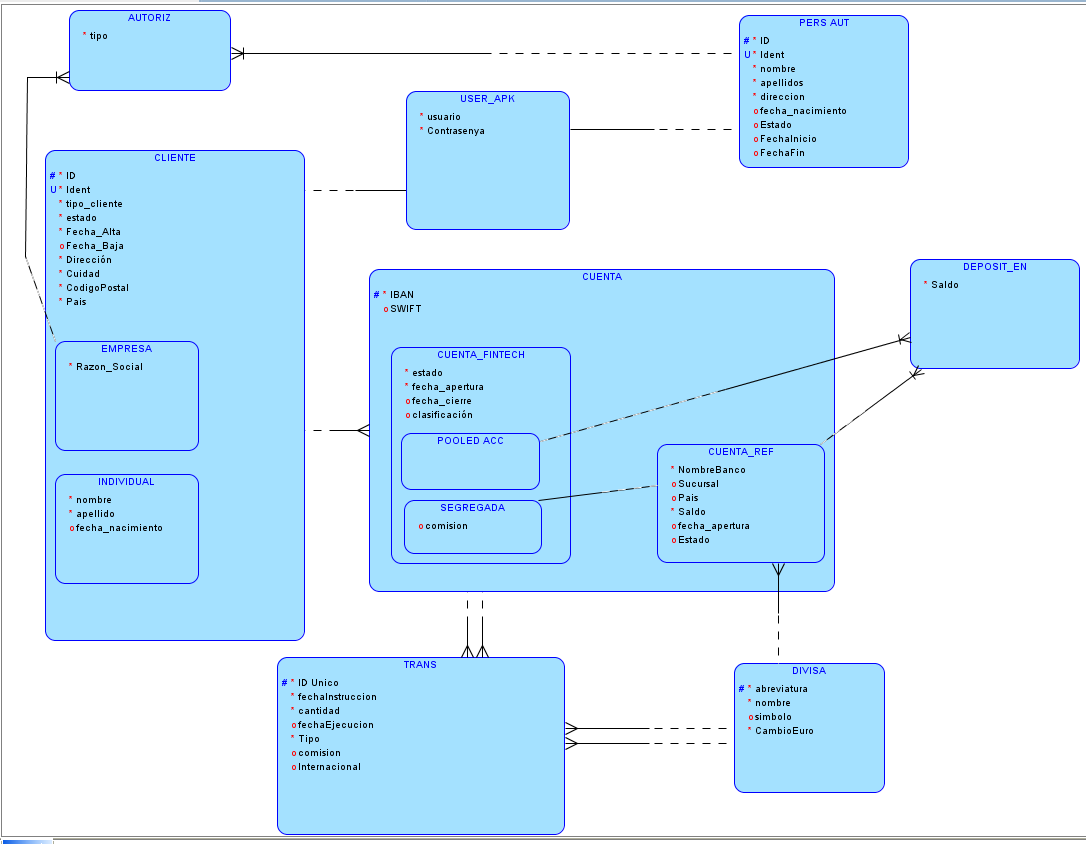 AUTORIZ
* tipo
PERS AUT
# * ID
U * Ident
* nombre
* apellidos
* direccion
o fecha_nacimiento
o Estado
o FechaInicio
o FechaFin
USER_APK
* usuario
* Contrasenya
CLIENTE
# * ID
U * Ident
* tipo_cliente
* estado
* Fecha_Alta
o Fecha_Baja
* Dirección
* Cuidad
* CodigoPostal
* Pais
EMPRESA
* Razon_Social
INDIVIDUAL
* nombre
* apellido
o fecha_nacimiento
CUENTA
# * IBAN
o SWIFT
CUENTA_FINTECH
* estado
* fecha_apertura
o fecha_cierre
o clasificación
POOLED ACC
SEGREGADA
o comision
CUENTA_REF
* NombreBanco
o Sucursal
o Pais
* Saldo
o fecha_apertura
o Estado
DEPOSIT_EN
* Saldo
TRANS
# * ID Unico
* fechaInstruccion
* cantidad
o fechaEjecucion
* Tipo
o comision
o Internacional
DIVISA
# * abreviatura
* nombre
o simbolo
* CambioEuro